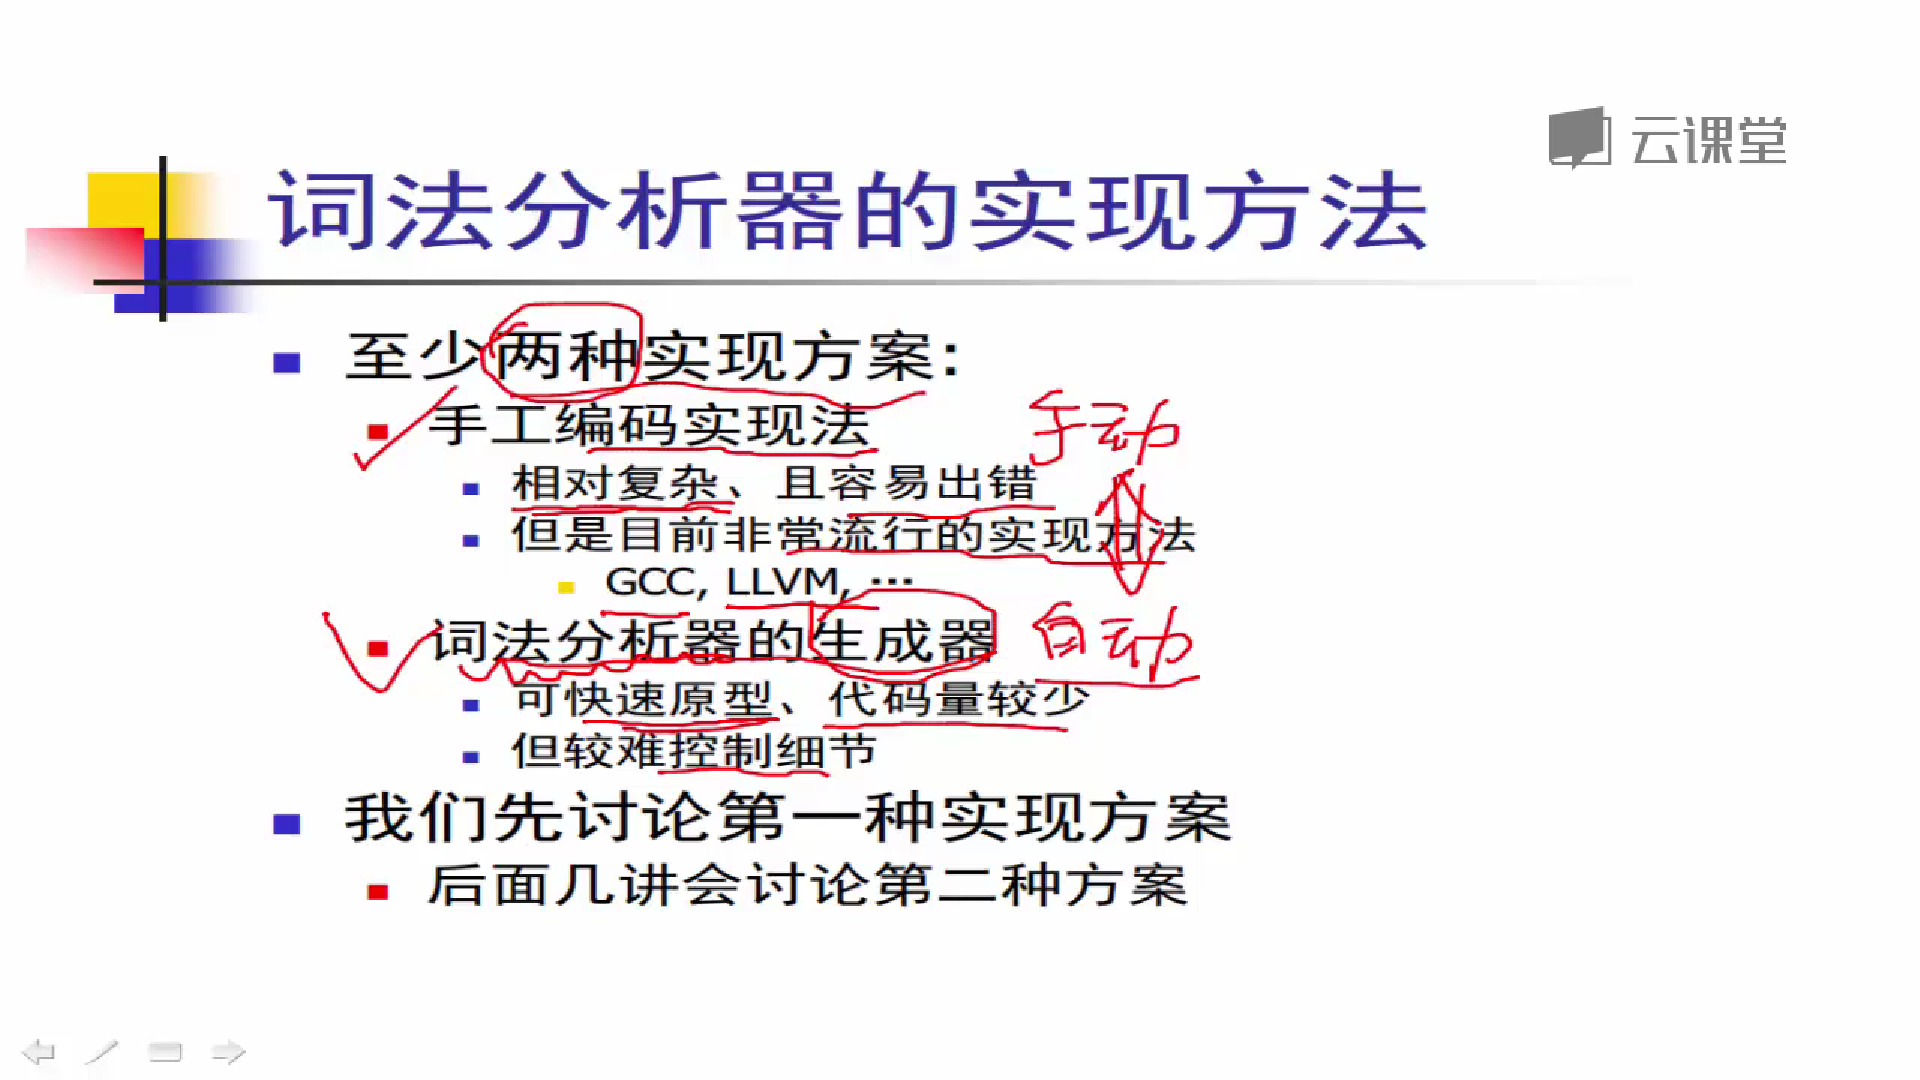 云课堂
词法分析器的实现方法
至少两种实现方案:
手工编码实现法
手动
相对复杂、且容易出错
但是目前非常流行的实现方法
GCC, LLVM, …
词法分析器的生成器
自动
可快速原型、代码量较少
但较难控制细节
我们先讨论第一种实现方案
后面几讲会讨论第二种方案